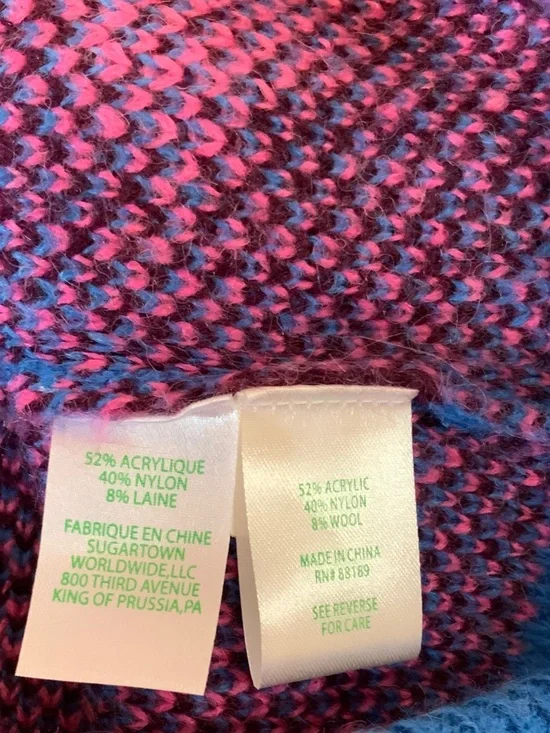 52% ACRYLIQUE
40% NYLON
8% LAINE
FABRIQUE EN CHINE
SUGARTOWN
WORLDWIDE,LLC
800 THIRD AVENUE
KING OF PRUSSIA,PA
52% ACRYLIC
40% NYLON
8% WOOL
MADE IN CHINA
RN# 88189
SEE REVERSE
FOR CARE